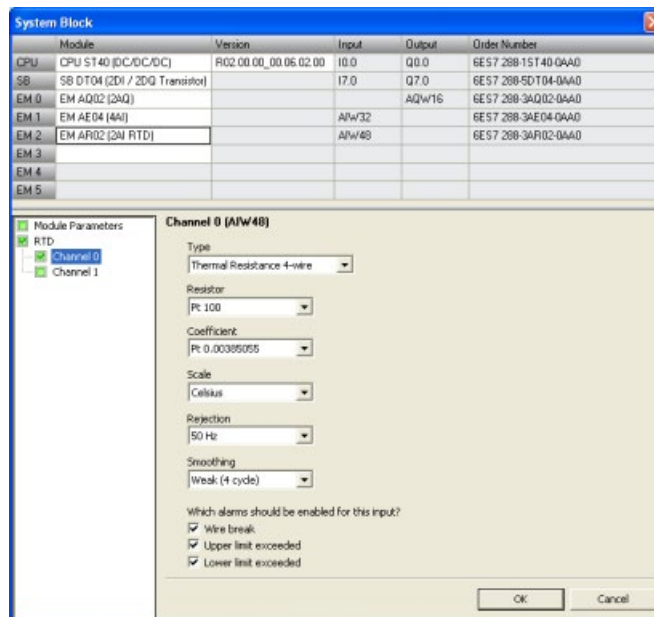 System Block
Module Version Input Output Order Number
CPU CPU ST40 (DC/DC/DC) R02.00.00_00.06.02.00 I0.0 Q0.0 6ES7 288-1ST40-0AA0
SB SB DT04 (2DI / 2DQ Transistor) I7.0 Q7.0 6ES7 288-5DT04-0AA0
EM 0 EM AQ02 (2AQ) AQW16 6ES7 288-3AQ02-0AA0
EM 1 EM AE04 (4AI) AIW32 6ES7 288-3AE04-0AA0
EM 2 EM AR02 (2AI RTD) AIW48 6ES7 288-3AR02-0AA0
EM 3
EM 4
EM 5
Module Parameters
RTD
Channel 0
Channel 1
Channel 0 (AIW48)
Type
Thermal Resistance 4-wire
Resistor
Pt 100
Coefficient
Pt 0.00385055
Scale
Celsius
Rejection
50 Hz
Smoothing
Weak (4 cycle)
Which alarms should be enabled for this input?
Wire break
Upper limit exceeded
Lower limit exceeded
OK Cancel